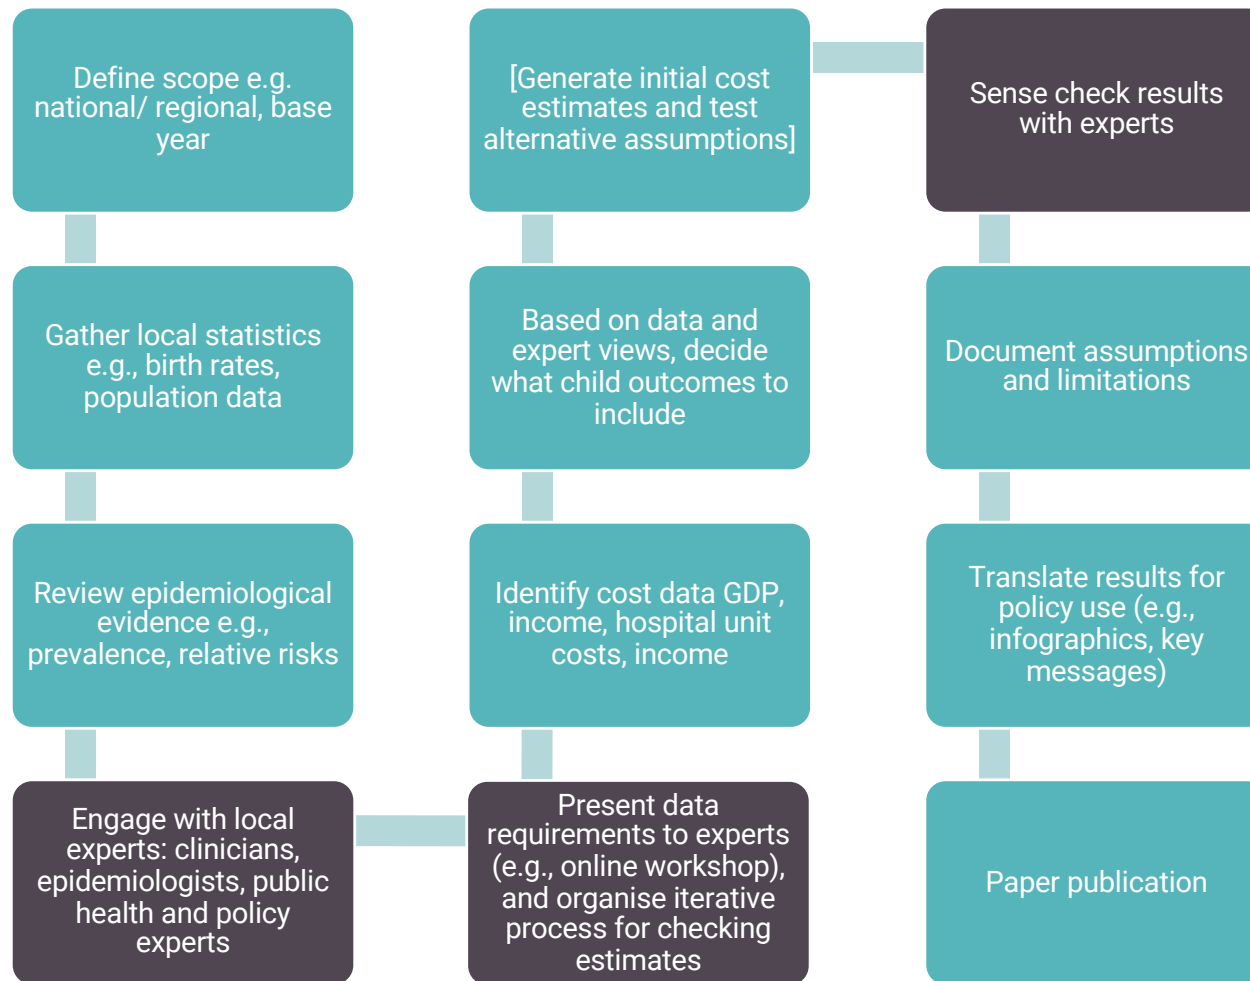 Define scope e.g.
national/ regional, base
year
Gather local statistics
e.g., birth rates,
population data
Review epidemiological
evidence e.g.,
prevalence, relative risks
Engage with local
experts: clinicians,
epidemiologists, public
health and policy
experts
Present data
requirements to experts
(e.g., online workshop),
and organise iterative
process for checking
estimates
Identify cost data GDP,
income, hospital unit
costs, income
Based on data and
expert views, decide
what child outcomes to
include
[Generate initial cost
estimates and test
alternative assumptions]
Sense check results
with experts
Document assumptions
and limitations
Translate results for
policy use (e.g.,
infographics, key
messages)
Paper publication